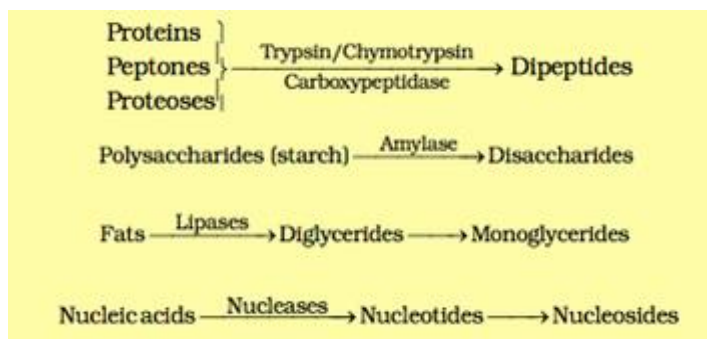 Proteins
Peptones Trypsin/Chymotrypsin Dipeptides
Carboxypeptidase
Proteoses
Polysaccharides (starch) Amylase Disaccharides
Fats Lipases Diglycerides Monoglycerides
Nucleic acids Nucleases Nucleotides Nucleosides